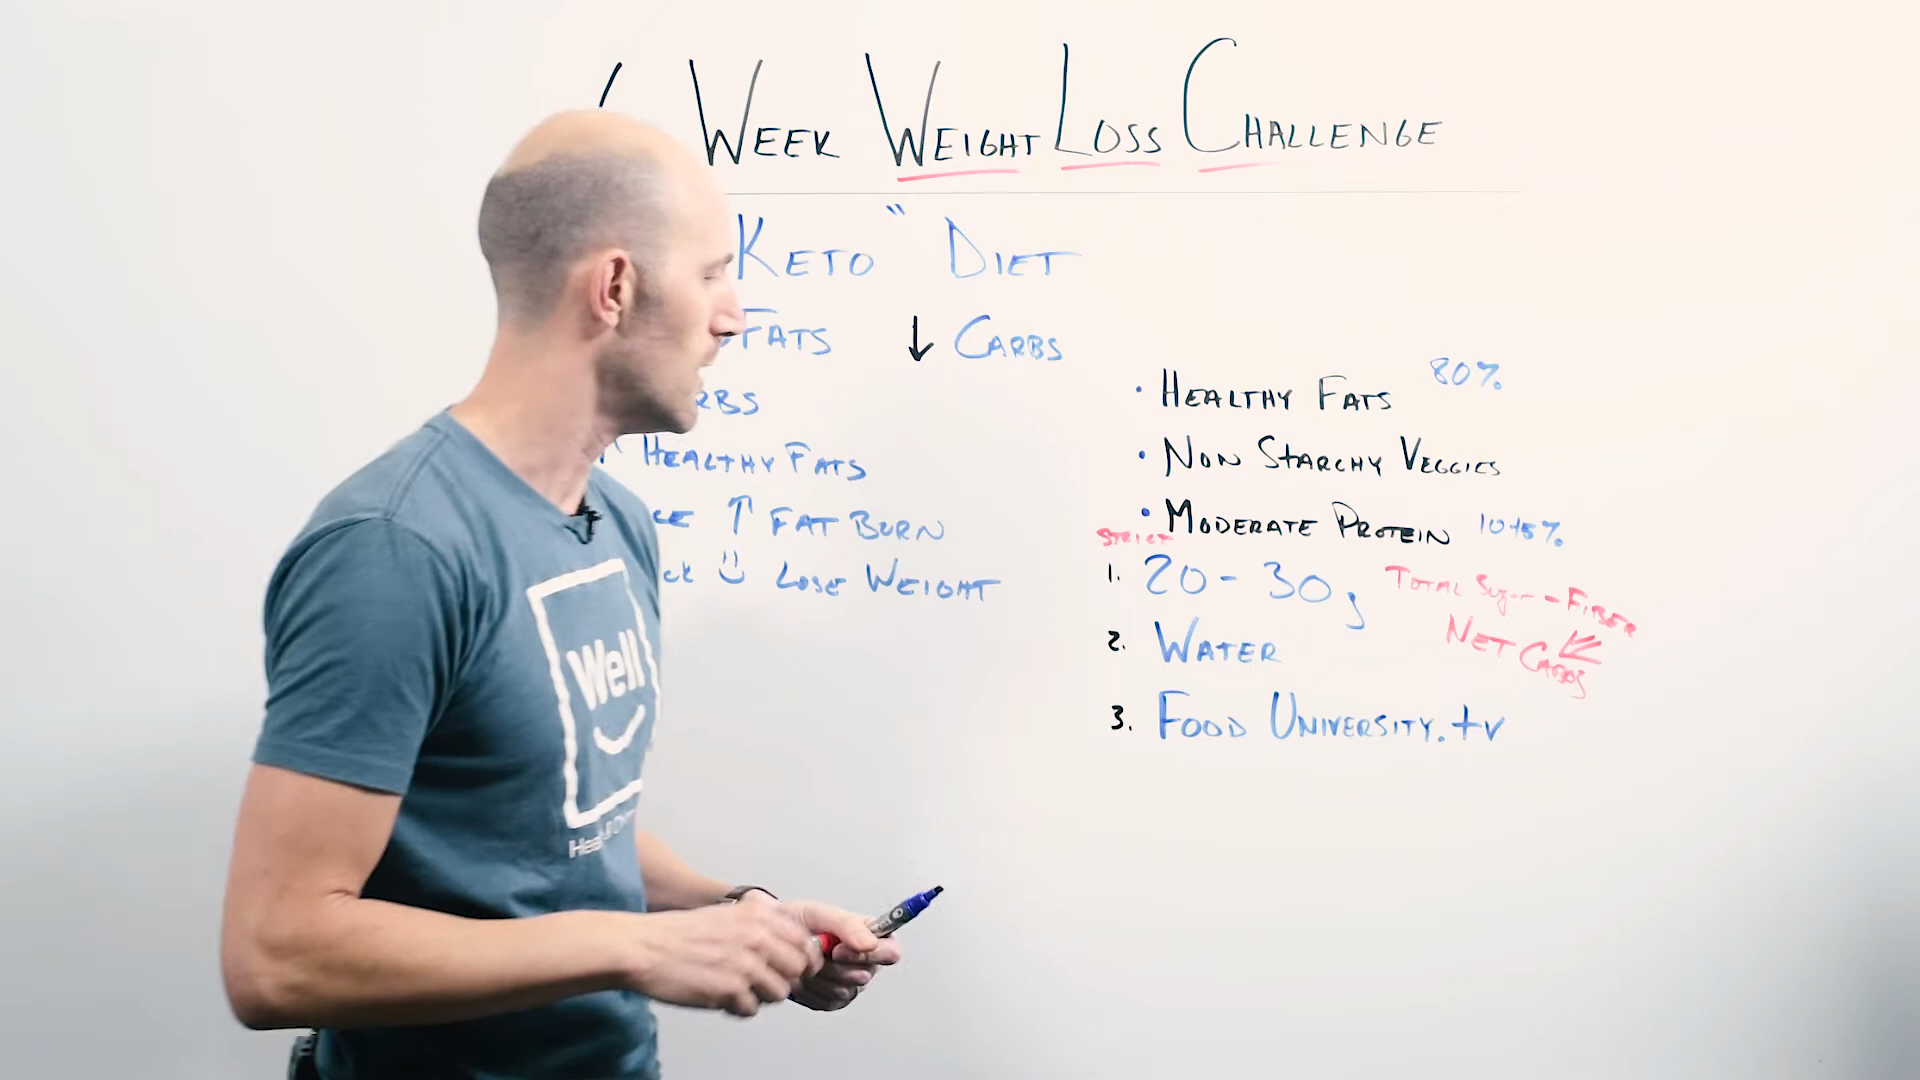 WEEK WEIGHT LOSS CHALLENGE
KETO" DIET
FATS ↓ CARBS
HEALTHY FATS
↑ FAT BURN
LOSE WEIGHT
• HEALTHY FATS 80%
• NON STARCHY VEGGIES
• MODERATE PROTEIN 10-15%
STRICT
1. 20-30g TOTAL Sugar - FIBER
NET CARBS
2. WATER
3. FOOD UNIVERSITY.tv
Well